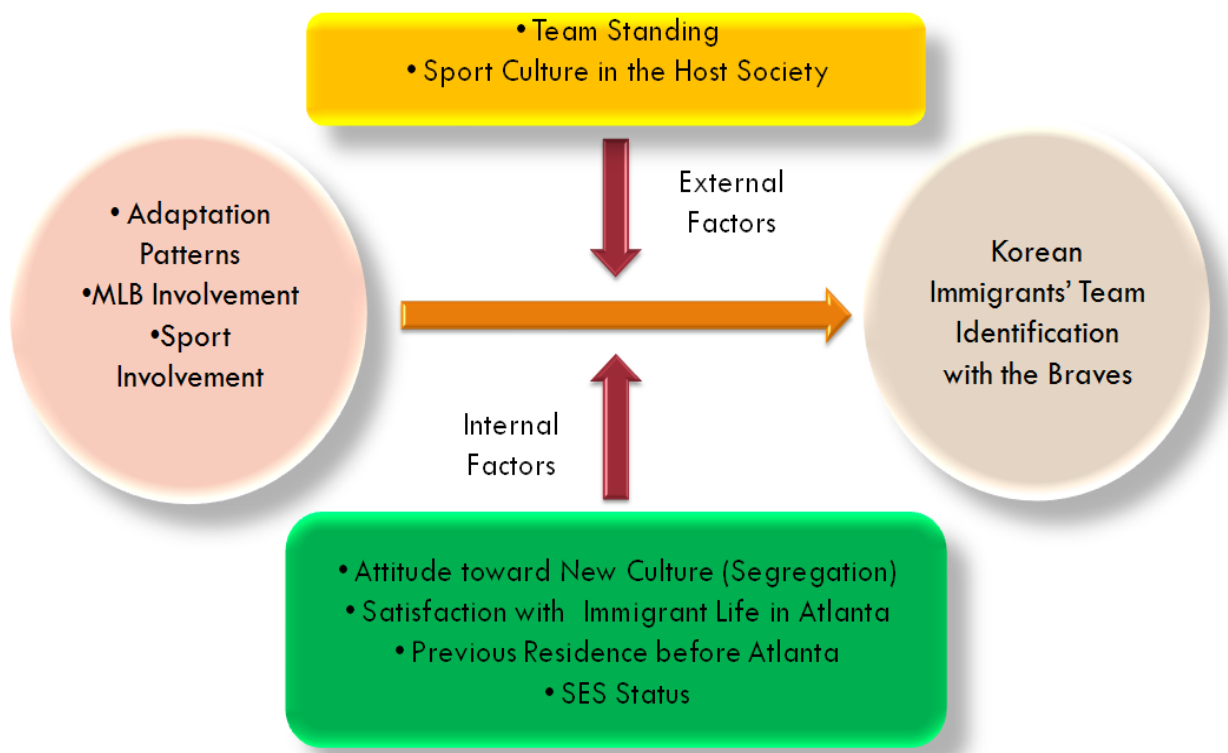 • Team Standing
• Sport Culture in the Host Society
External
Factors
• Adaptation
Patterns
•MLB Involvement
•Sport
Involvement
Korean
Immigrants’ Team
Identification
with the Braves
Internal
Factors
• Attitude toward New Culture (Segregation)
• Satisfaction with Immigrant Life in Atlanta
• Previous Residence before Atlanta
• SES Status